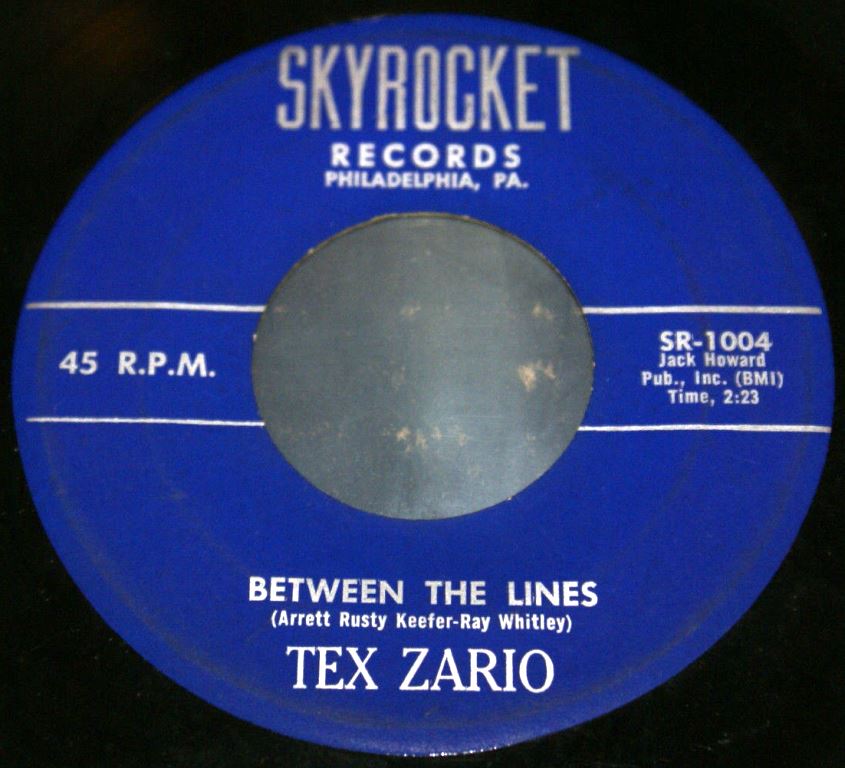 SKYROCKET
RECORDS
PHILADELPHIA, PA.
45 R.P.M.
SR-1004
Jack Howard
Pub., Inc. (BMI)
Time, 2:23
BETWEEN THE LINES
(Arrett Rusty Keefer-Ray Whitley)
TEX ZARIO